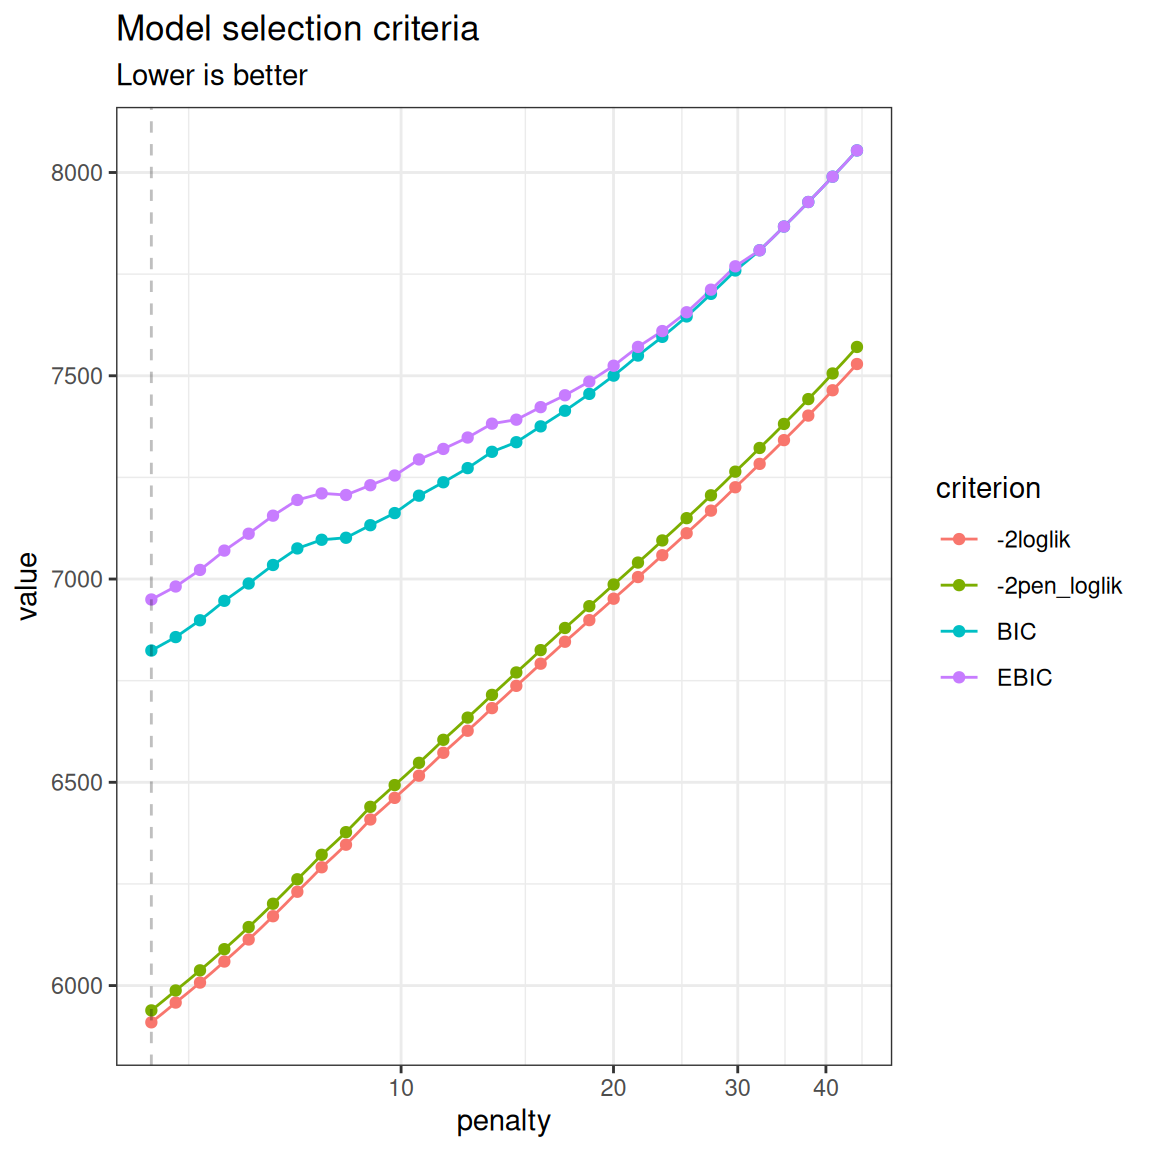 Model selection criteria
Lower is better
8000
7500
7000
6500
6000
value
10
20
30
40
penalty
criterion
-2loglik
-2pen_loglik
BIC
EBIC